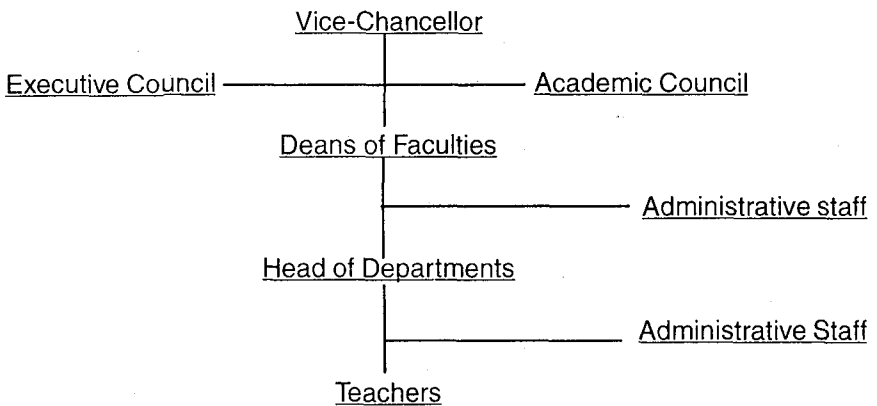 Vice-Chancellor
Executive Council
Academic Council
Deans of Faculties
Administrative staff
Head of Departments
Administrative Staff
Teachers